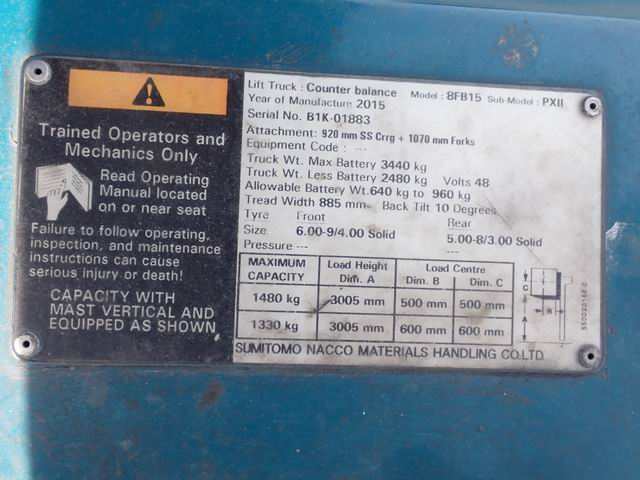 Trained Operators and
Mechanics Only
Read Operating
Manual located
on or near seat
Failure to follow operating,
inspection, and maintenance
instructions can cause
serious injury or death!
CAPACITY WITH
MAST VERTICAL AND
EQUIPPED AS SHOWN
Lift Truck : Counter balance Model : 8FB15 Sub-Model : PXII
Year of Manufacture 2015
Serial No. B1K-01883
Attachment: 920 mm SS Crrg + 1070 mm Forks
Equipment Code : ---
Truck Wt. Max Battery 3440 kg
Truck Wt. Less Battery 2480 kg Volts 48
Allowable Battery Wt. 640 kg to 960 kg
Tread Width 885 mm Back Tilt 10 Degrees
Tyre Front Rear
Size: 6.00-9/4.00 Solid 5.00-8/3.00 Solid
Pressure --- ---
MAXIMUM CAPACITY Load Height Dim. A Load Centre Dim. B Dim. C
1480 kg 3005 mm 500 mm 500 mm
1330 kg 3005 mm 600 mm 600 mm
C
B
A
SUMITOMO NACCO MATERIALS HANDLING CO.LTD.